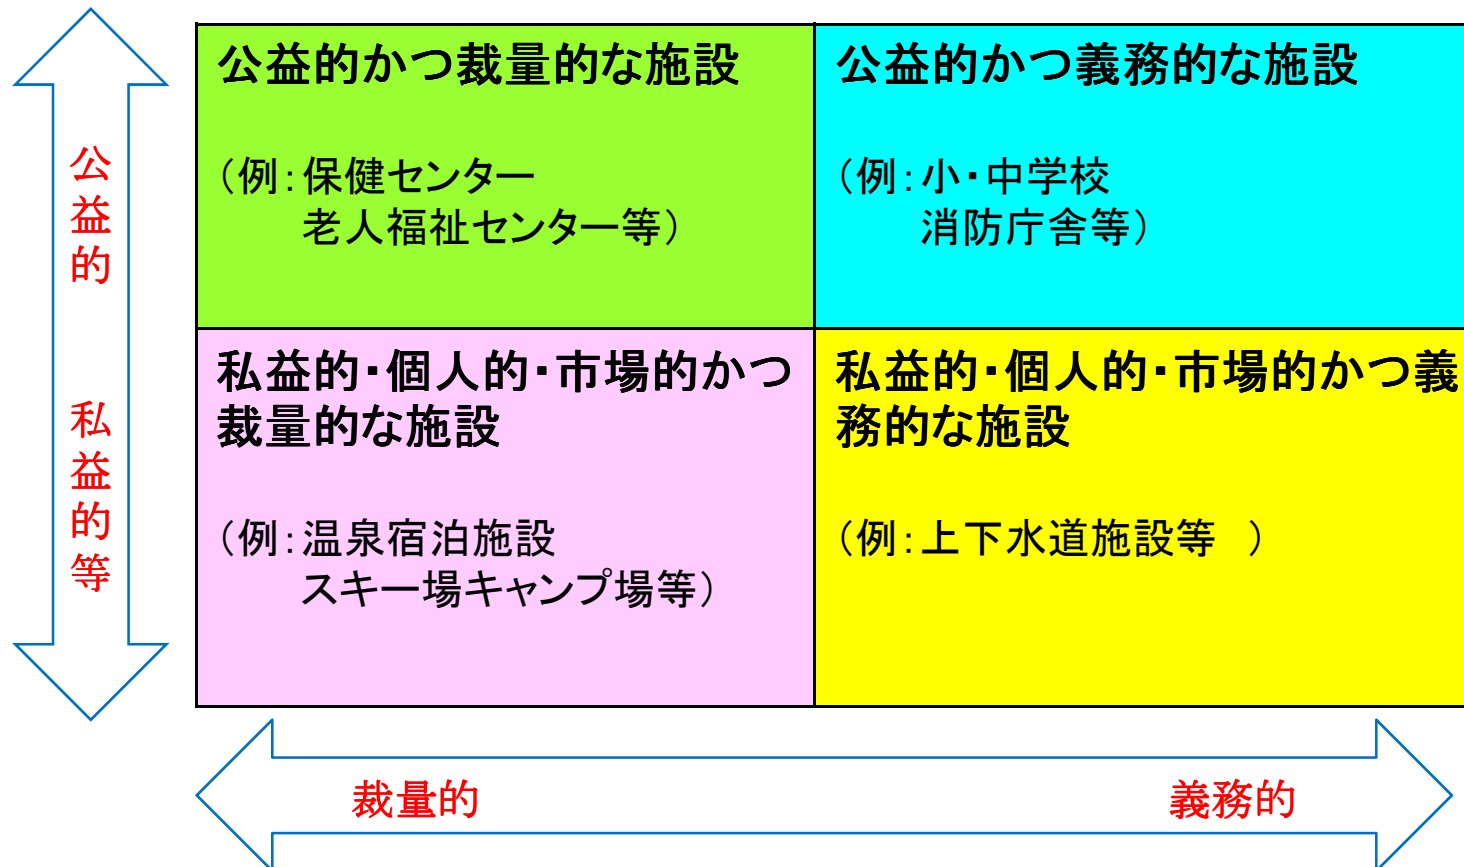 公益的かつ裁量的な施設
（例：保健センター
老人福祉センター等）
公益的かつ義務的な施設
（例：小・中学校
消防庁舎等）
私益的・個人的・市場的かつ
裁量的な施設
（例：温泉宿泊施設
スキー場キャンプ場等）
私益的・個人的・市場的かつ義
務的な施設
（例：上下水道施設等　）
公益的
私益的等
裁量的
義務的